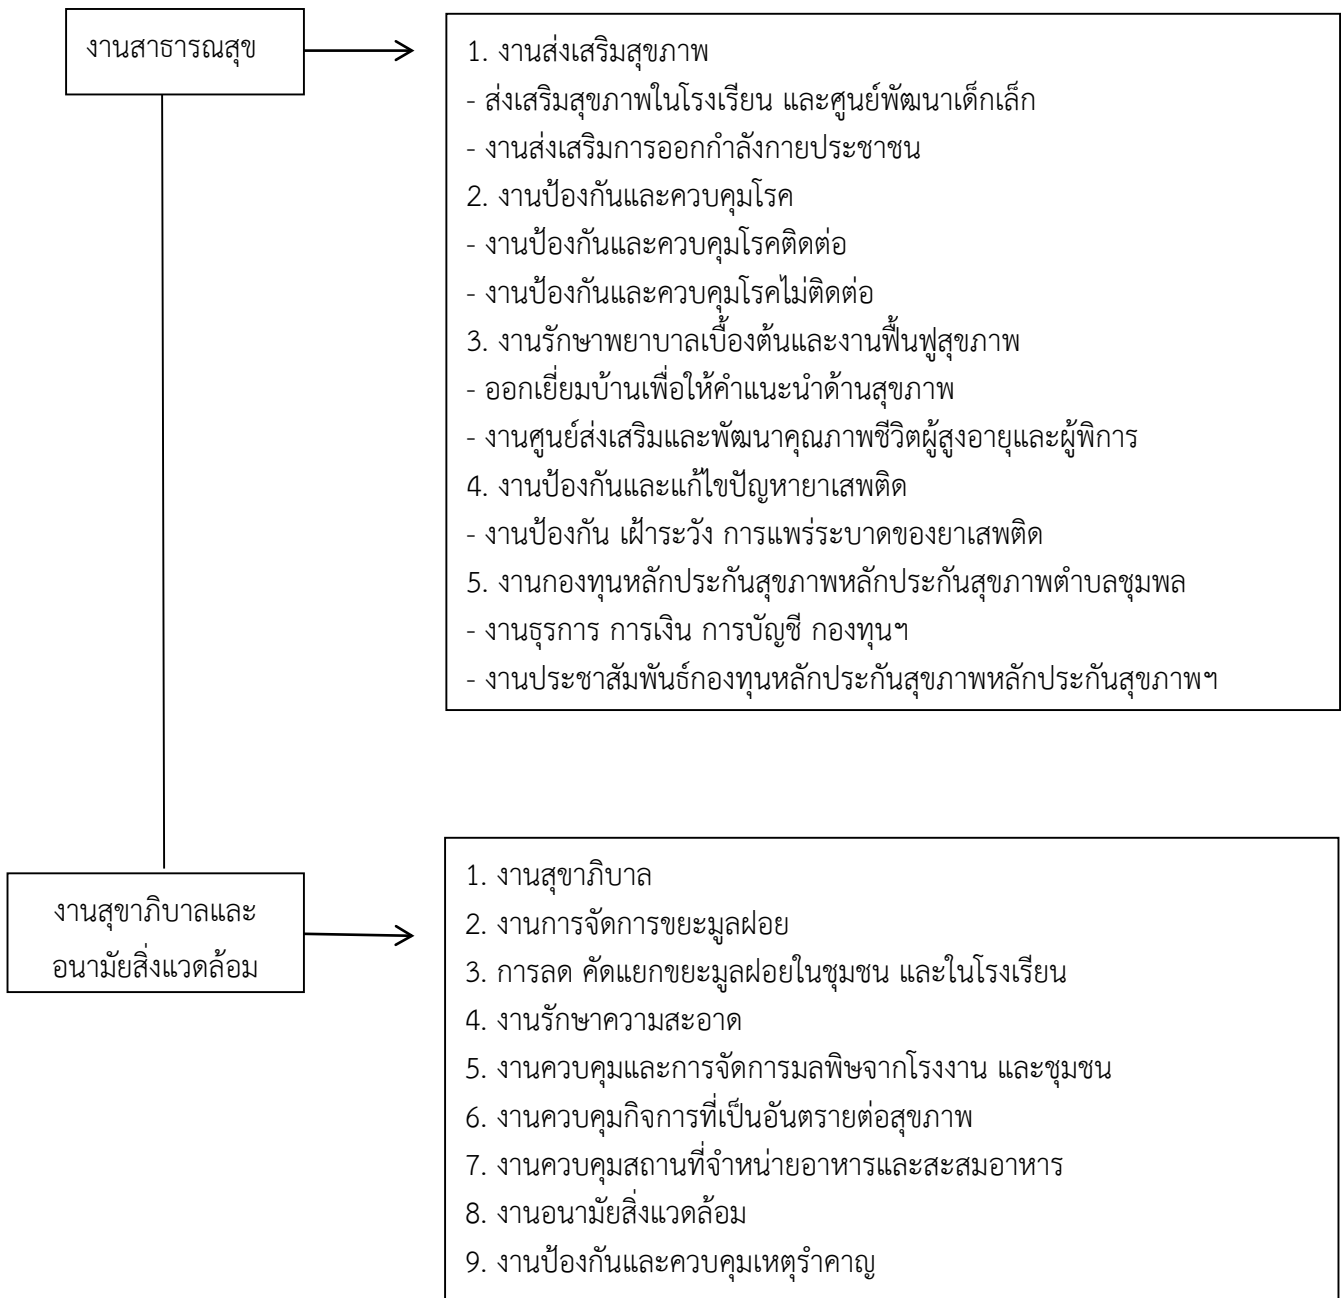 งานสาธารณสุข
1. งานส่งเสริมสุขภาพ
- ส่งเสริมสุขภาพในโรงเรียน และศูนย์พัฒนาเด็กเล็ก
- งานส่งเสริมการออกกำลังกายประชาชน
2. งานป้องกันและควบคุมโรค
- งานป้องกันและควบคุมโรคติดต่อ
- งานป้องกันและควบคุมโรคไม่ติดต่อ
3. งานรักษาพยาบาลเบื้องต้นและงานฟื้นฟูสุขภาพ
- ออกเยี่ยมบ้านเพื่อให้คำแนะนำด้านสุขภาพ
- งานศูนย์ส่งเสริมและพัฒนาคุณภาพชีวิตผู้สูงอายุและผู้พิการ
4. งานป้องกันและแก้ไขปัญหายาเสพติด
- งานป้องกัน เฝ้าระวัง การแพร่ระบาดของยาเสพติด
5. งานกองทุนหลักประกันสุขภาพหลักประกันสุขภาพตำบลชุมพล
- งานธุรการ การเงิน การบัญชี กองทุนฯ
- งานประชาสัมพันธ์กองทุนหลักประกันสุขภาพหลักประกันสุขภาพฯ
งานสุขาภิบาลและ
อนามัยสิ่งแวดล้อม
1. งานสุขาภิบาล
2. งานการจัดการขยะมูลฝอย
3. การลด คัดแยกขยะมูลฝอยในชุมชน และในโรงเรียน
4. งานรักษาความสะอาด
5. งานควบคุมและการจัดการมลพิษจากโรงงาน และชุมชน
6. งานควบคุมกิจการที่เป็นอันตรายต่อสุขภาพ
7. งานควบคุมสถานที่จำหน่ายอาหารและสะสมอาหาร
8. งานอนามัยสิ่งแวดล้อม
9. งานป้องกันและควบคุมเหตุรำคาญ